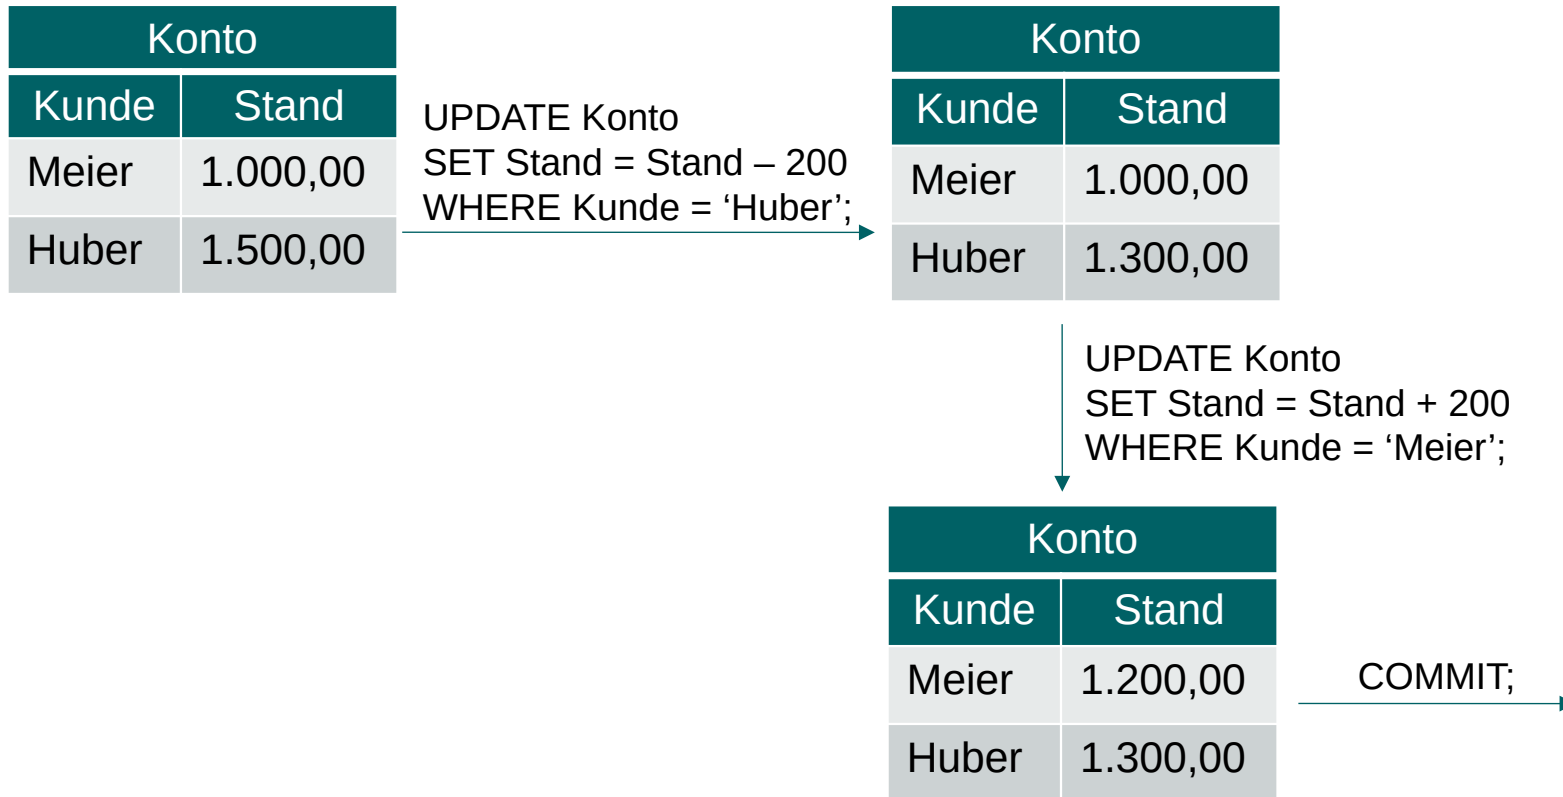 Konto
Kunde Stand
Meier 1.000,00
Huber 1.500,00
UPDATE Konto
SET Stand = Stand – 200
WHERE Kunde = ‘Huber’;
Konto
Kunde Stand
Meier 1.000,00
Huber 1.300,00
UPDATE Konto
SET Stand = Stand + 200
WHERE Kunde = ‘Meier’;
Konto
Kunde Stand
Meier 1.200,00
Huber 1.300,00
COMMIT;